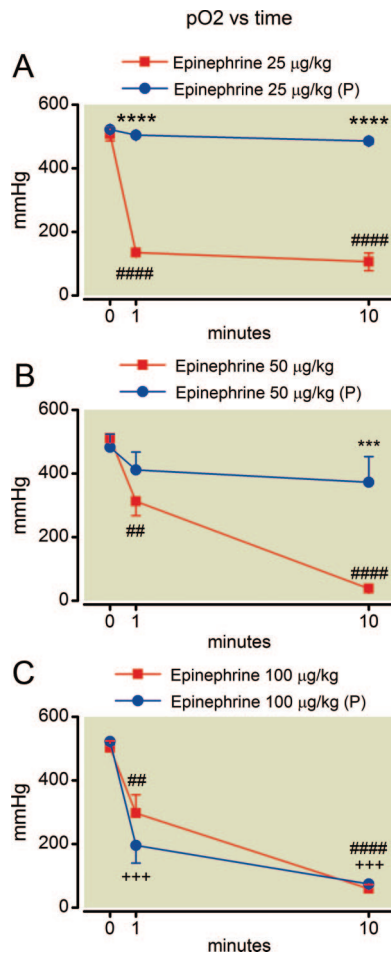 pO2 vs time
A
Epinephrine 25 μg/kg
Epinephrine 25 μg/kg (P)
600
400
200
0
mmHg
****
****
####
####
0 1 10
minutes
B
Epinephrine 50 μg/kg
Epinephrine 50 μg/kg (P)
600
400
200
0
mmHg
***
##
####
0 1 10
minutes
C
Epinephrine 100 μg/kg
Epinephrine 100 μg/kg (P)
600
400
200
0
mmHg
##
####
+++
+++
0 1 10
minutes